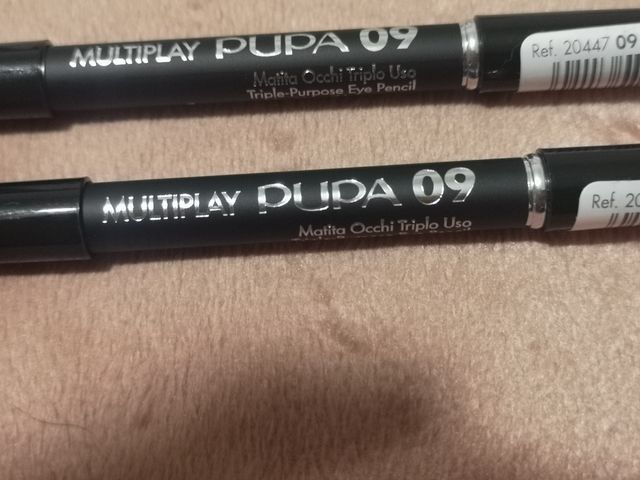 MULTIPLAY PUPA 09
Matita Occhi Triplo Uso
Triple-Purpose Eye Pencil
Ref. 20447 09
MULTIPLAY PUPA 09
Matita Occhi Triplo Uso
Ref. 20